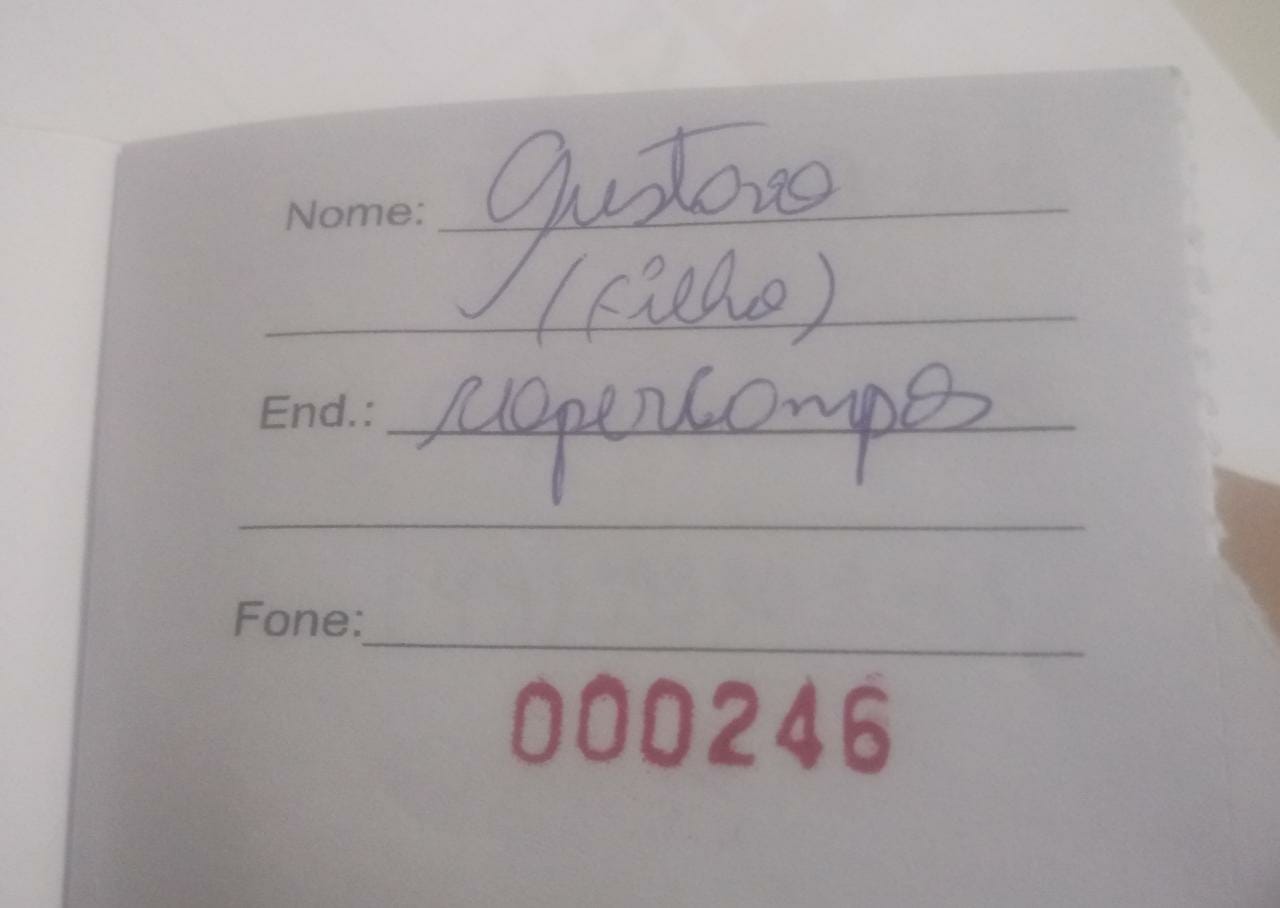 Nome: Gustavo
(Filho)
End.:
Fone:
000246